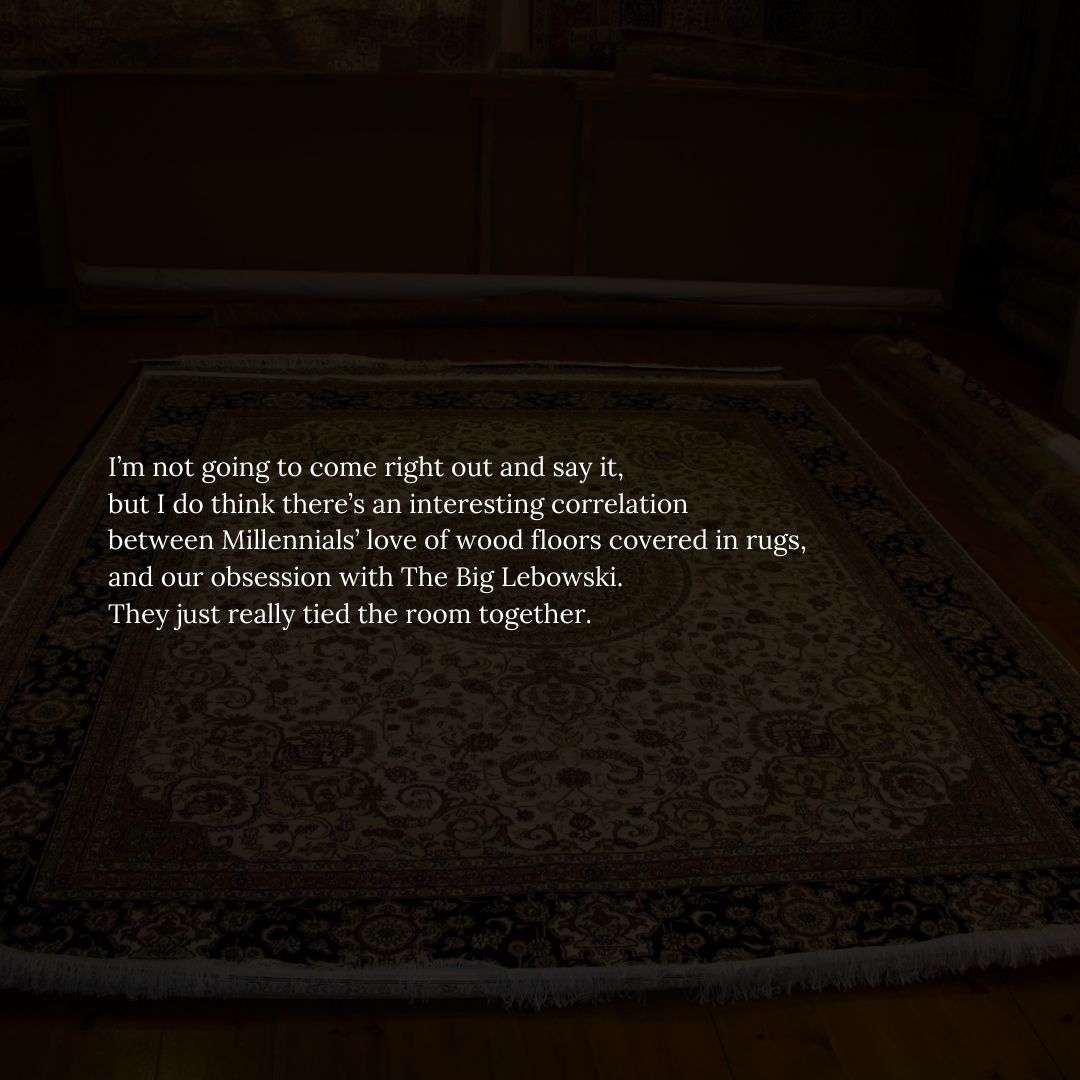 I’m not going to come right out and say it,
but I do think there’s an interesting correlation
between Millennials’ love of wood floors covered in rugs,
and our obsession with The Big Lebowski.
They just really tied the room together.